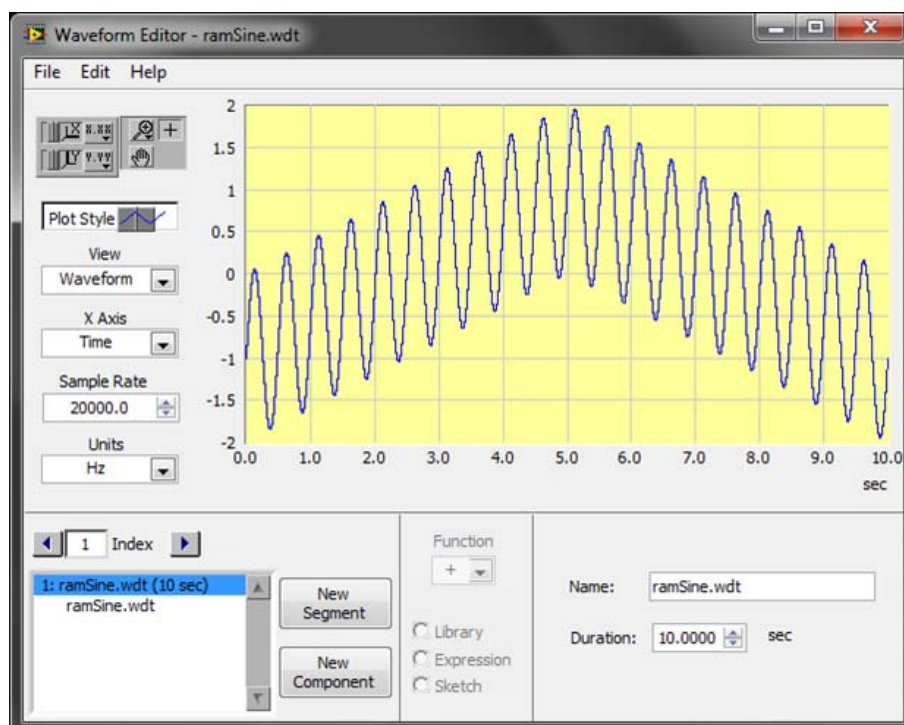 Waveform Editor - ramSine.wdt
File Edit Help
X.XX
Y.YY
Plot Style
View
Waveform
X Axis
Time
Sample Rate
20000.0
Units
Hz
2
1.5
1
0.5
0
-0.5
-1
-1.5
-2
0.0 1.0 2.0 3.0 4.0 5.0 6.0 7.0 8.0 9.0 10.0
sec
1 Index
1: ramSine.wdt (10 sec)
ramSine.wdt
New
Segment
New
Component
Function
+
Library
Expression
Sketch
Name: ramSine.wdt
Duration: 10.0000 sec